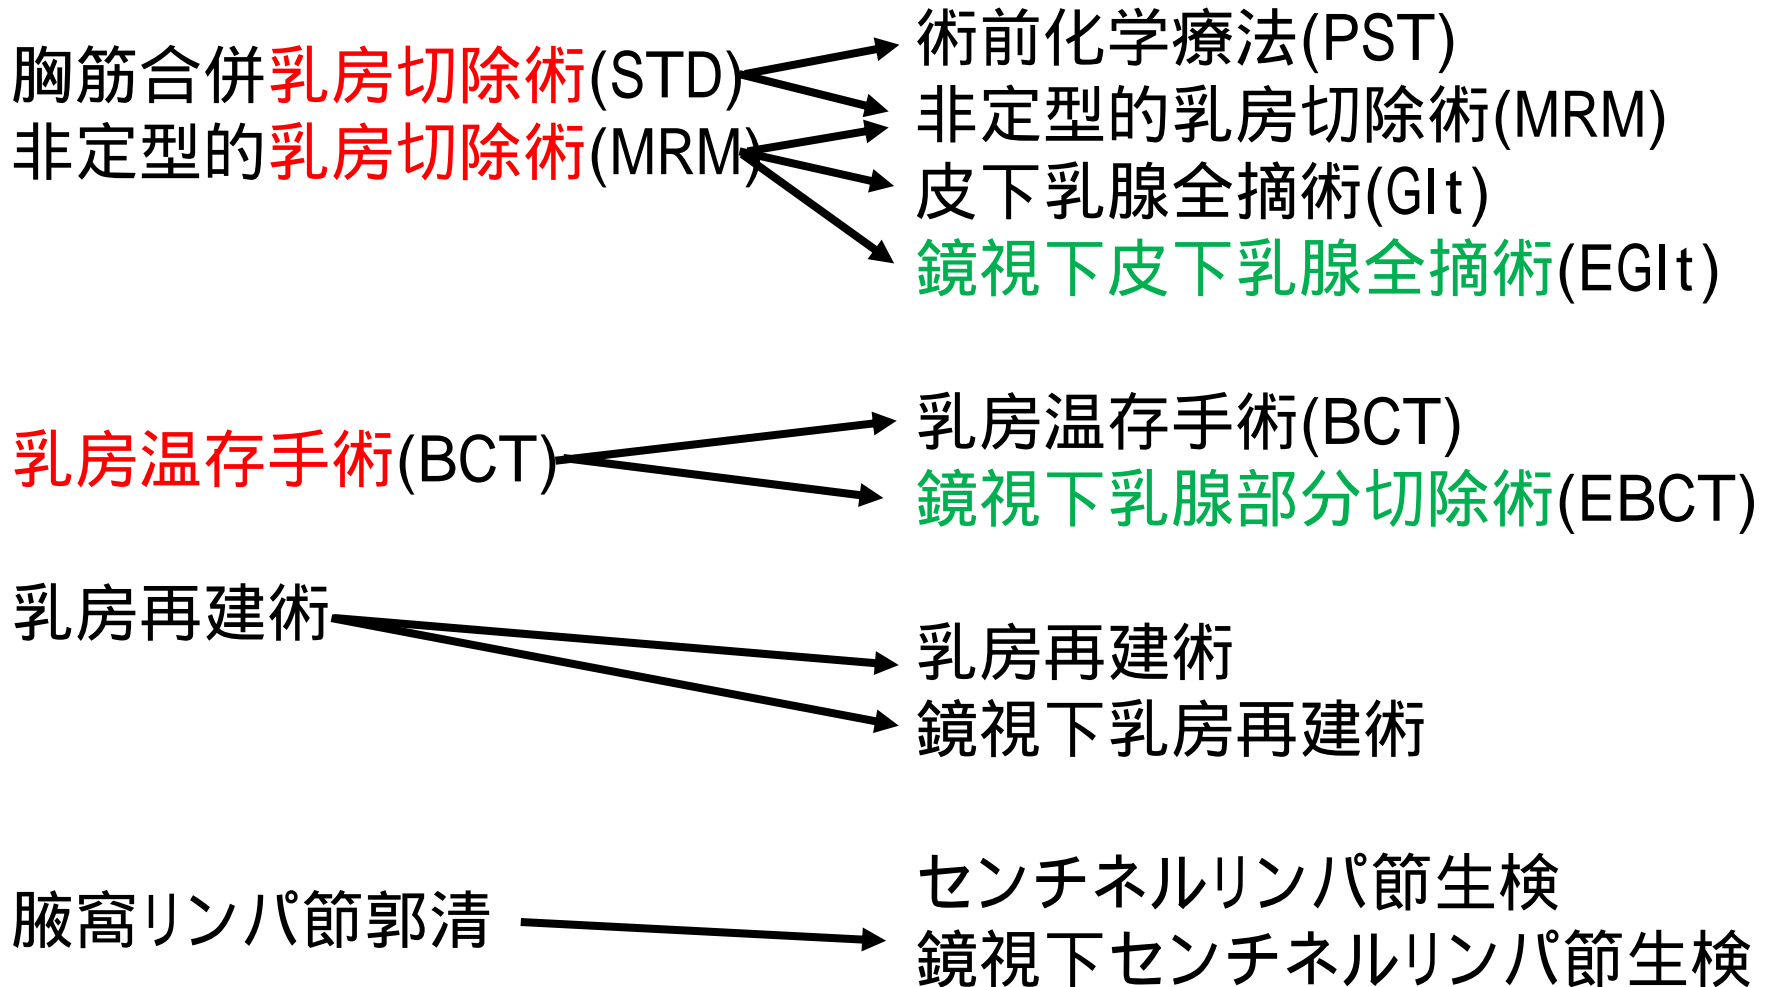 胸筋合併乳房切除術(STD)
非定型的乳房切除術(MRM)
術前化学療法(PST)
非定型的乳房切除術(MRM)
皮下乳腺全摘術(Glt)
鏡視下皮下乳腺全摘術(EGlt)
乳房温存手術(BCT)
乳房温存手術(BCT)
鏡視下乳腺部分切除術(EBCT)
乳房再建術
乳房再建術
鏡視下乳房再建術
腋窩リンパ節郭清
センチネルリンパ節生検
鏡視下センチネルリンパ節生検